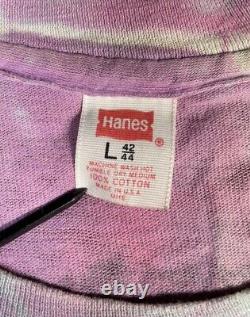 Hanes
®
L 42/44
MACHINE WASH HOT
TUMBLE DRY MEDIUM
100% COTTON
MADE IN U.S.A.